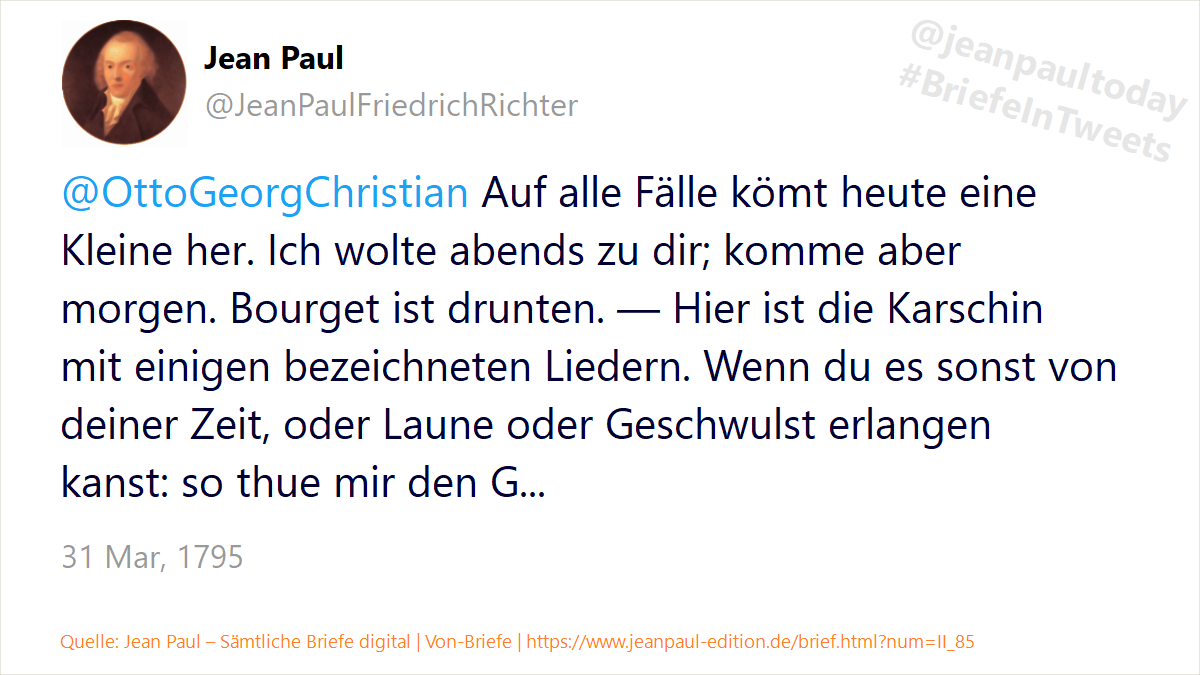 Jean Paul
@JeanPaulFriedrichRichter
@jeanpaultoday
#BriefeInTweets
@OttoGeorgChristian Auf alle Fälle kömt heute eine
Kleine her. Ich wolte abends zu dir; komme aber
morgen. Bourget ist drunten. — Hier ist die Karschin
mit einigen bezeichneten Liedern. Wenn du es sonst von
deiner Zeit, oder Laune oder Geschwulst erlangen
kanst: so thue mir den G...
31 Mar, 1795
Quelle: Jean Paul – Sämtliche Briefe digital | Von-Briefe | https://www.jeanpaul-edition.de/brief.html?num=II_85